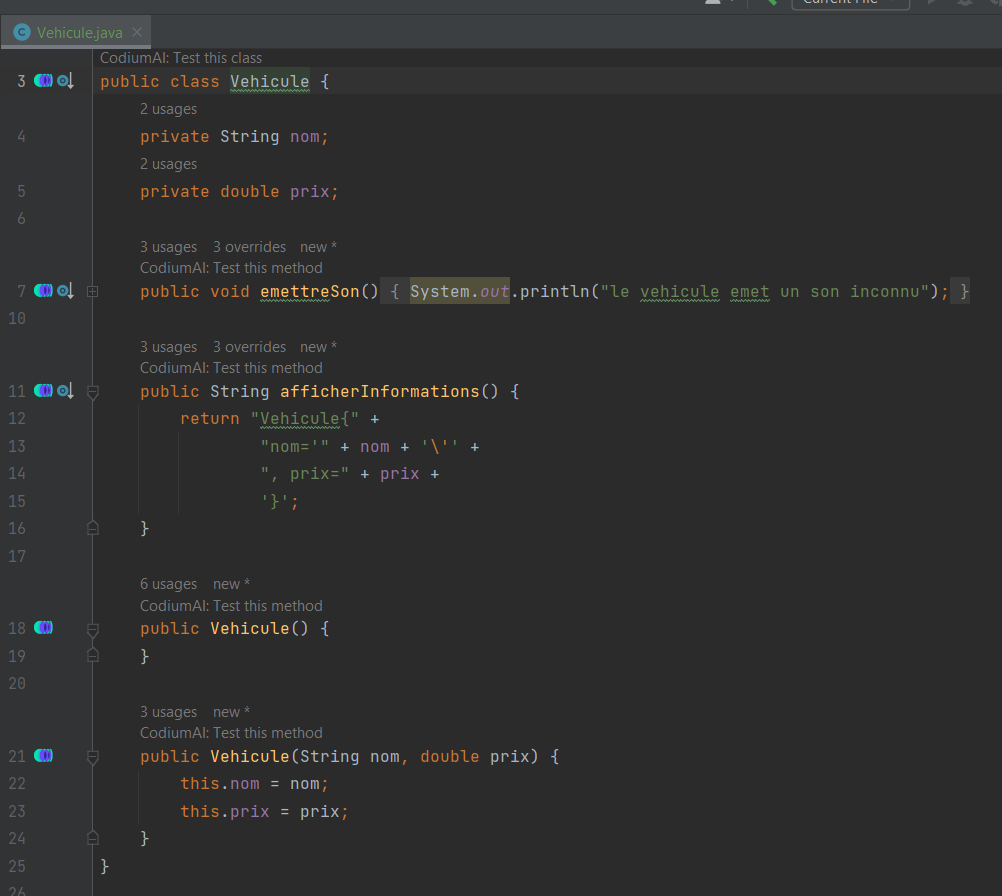 Current File
Vehicule.java
CodiumAI: Test this class
3 public class Vehicule {
2 usages
4 private String nom;
2 usages
5 private double prix;
6
3 usages 3 overrides new *
CodiumAI: Test this method
7 public void emettreSon() { System.out.println("le vehicule emet un son inconnu"); }
10
3 usages 3 overrides new *
CodiumAI: Test this method
11 public String afficherInformations() {
12 return "Vehicule{" +
13 "nom='" + nom + '\'' +
14 ", prix=" + prix +
15 '}';
16 }
17
6 usages new *
CodiumAI: Test this method
18 public Vehicule() {
19 }
20
3 usages new *
CodiumAI: Test this method
21 public Vehicule(String nom, double prix) {
22 this.nom = nom;
23 this.prix = prix;
24 }
25 }
26